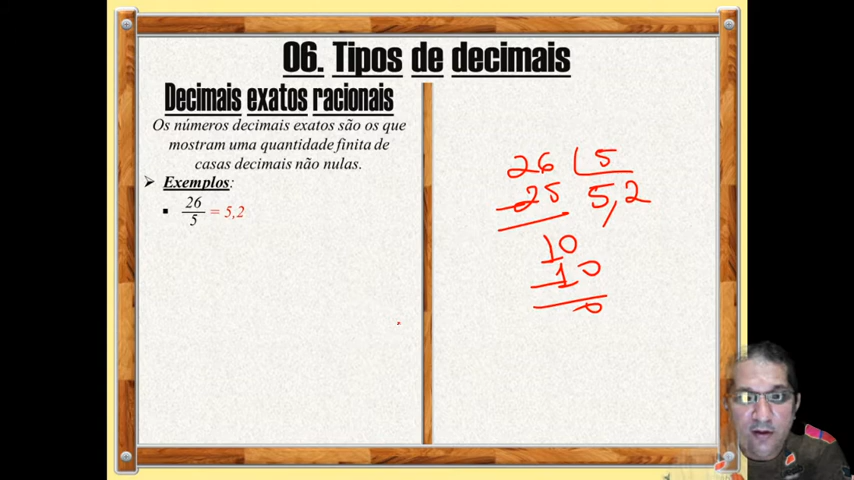 06. Tipos de decimais
Decimais exatos racionais
Os números decimais exatos são os que
mostram uma quantidade finita de
casas decimais não nulas.
➢ Exemplos:
▪ 26/5 = 5,2
26 5
- 25 5,2
10
- 10
0